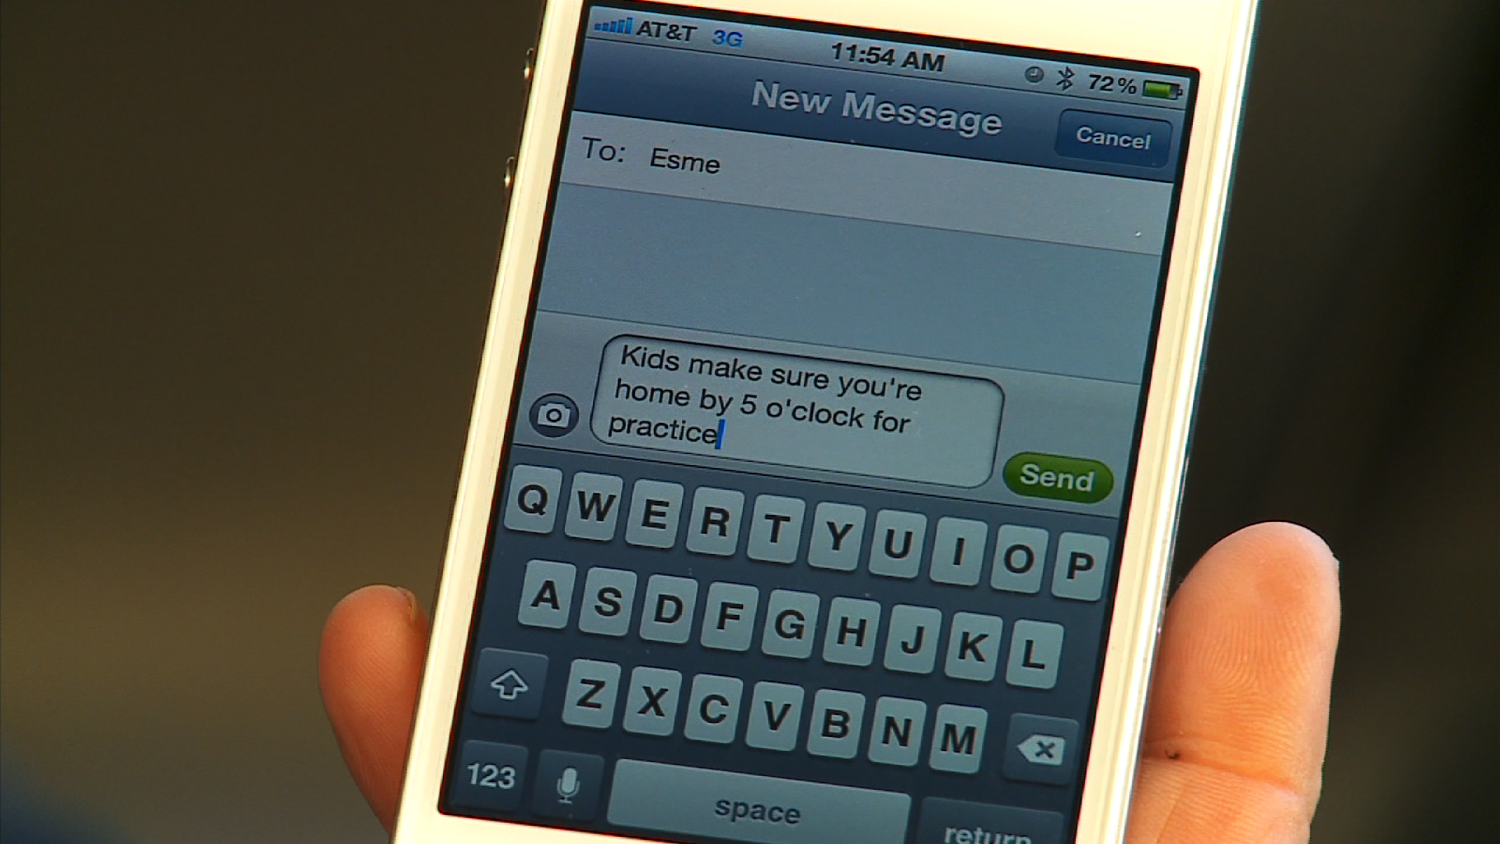 AT&T 3G 11:54 AM 72%
New Message Cancel
To: Esme
Kids make sure you're
home by 5 o'clock for
practice
Send
Q W E R T Y U I O P
A S D F G H J K L
Z X C V B N M
123 space return